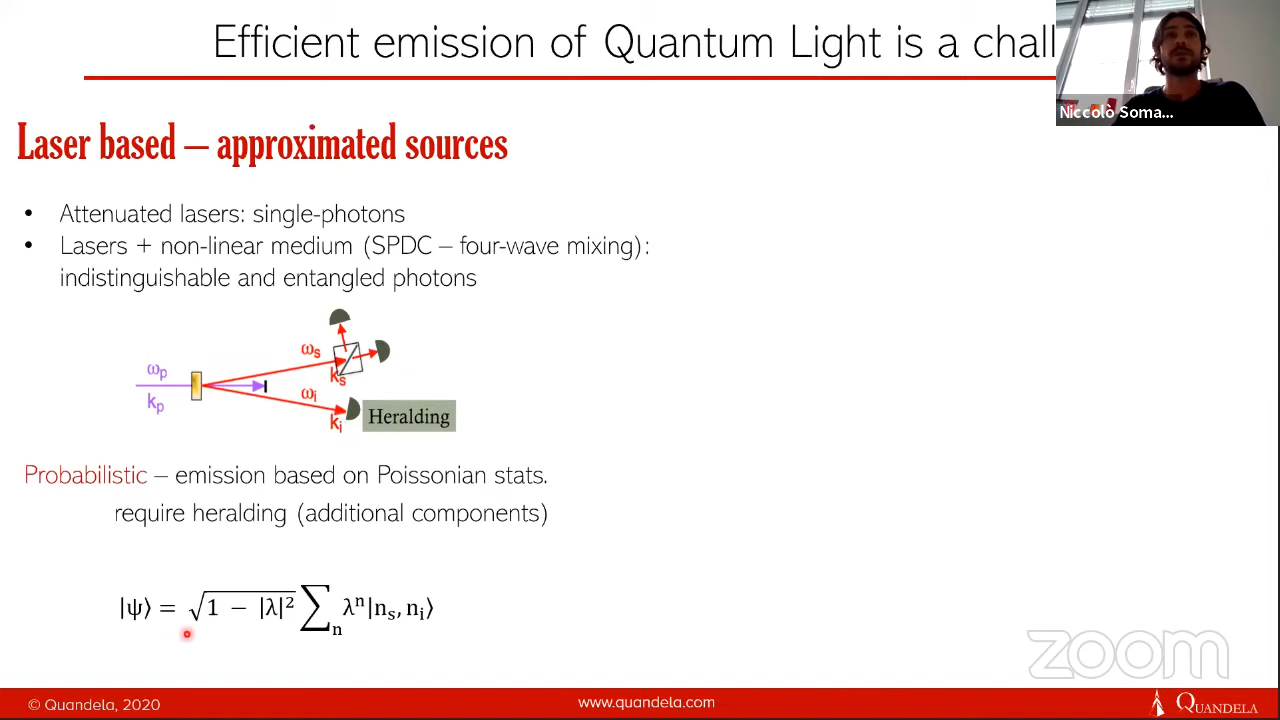 Efficient emission of Quantum Light is a chall
Niccolò Soma...
Laser based – approximated sources
• Attenuated lasers: single-photons
• Lasers + non-linear medium (SPDC – four-wave mixing):
indistinguishable and entangled photons
ωs
ks
ωp
kp
ωi
ki
Heralding
Probabilistic – emission based on Poissonian stats.
require heralding (additional components)
|ψ⟩ = √1 − |λ|² ∑n λⁿ|ns, ni⟩
zoom
© Quandela, 2020
www.quandela.com
QUANDELA